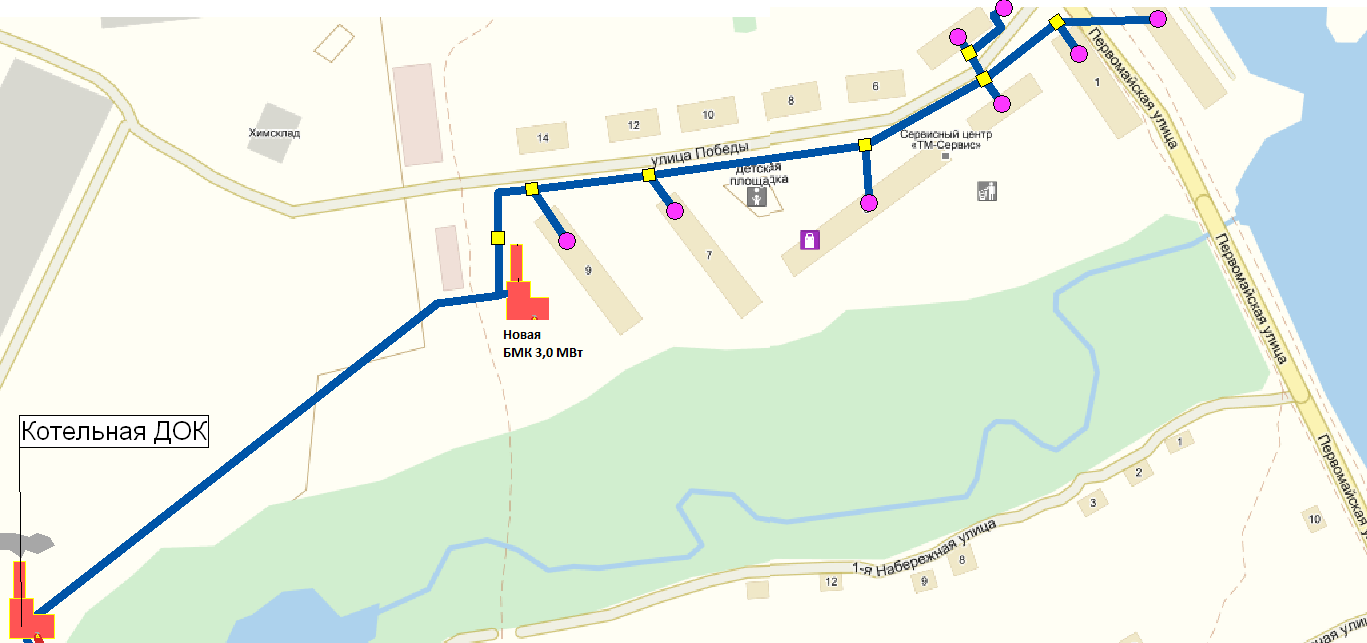 6
8
10
12
14
Химсклад
улица Победы
Детская
площадка
Сервисный центр
«ТМ-Сервис»
1
Первомайская улица
9
7
Новая
БМК 3,0 МВт
Первомайская улица
Котельная ДОК
Первомайская
1
2
3
10
1-я Набережная улица
8
9
12